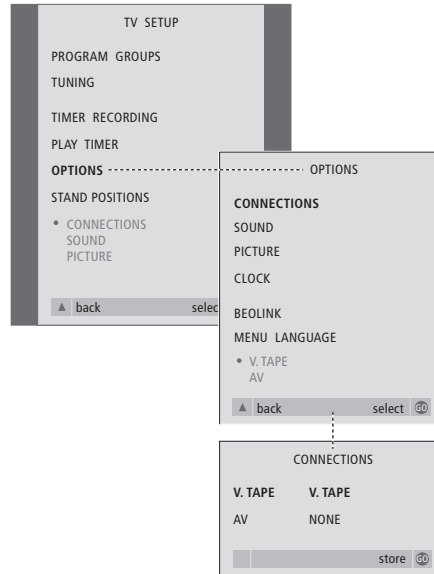 TV SETUP
PROGRAM GROUPS
TUNING
TIMER RECORDING
PLAY TIMER
OPTIONS
STAND POSITIONS
• CONNECTIONS
SOUND
PICTURE
▲ back selec
OPTIONS
CONNECTIONS
SOUND
PICTURE
CLOCK
BEOLINK
MENU LANGUAGE
• V. TAPE
AV
▲ back select GO
CONNECTIONS
V. TAPE V. TAPE
AV NONE
store GO